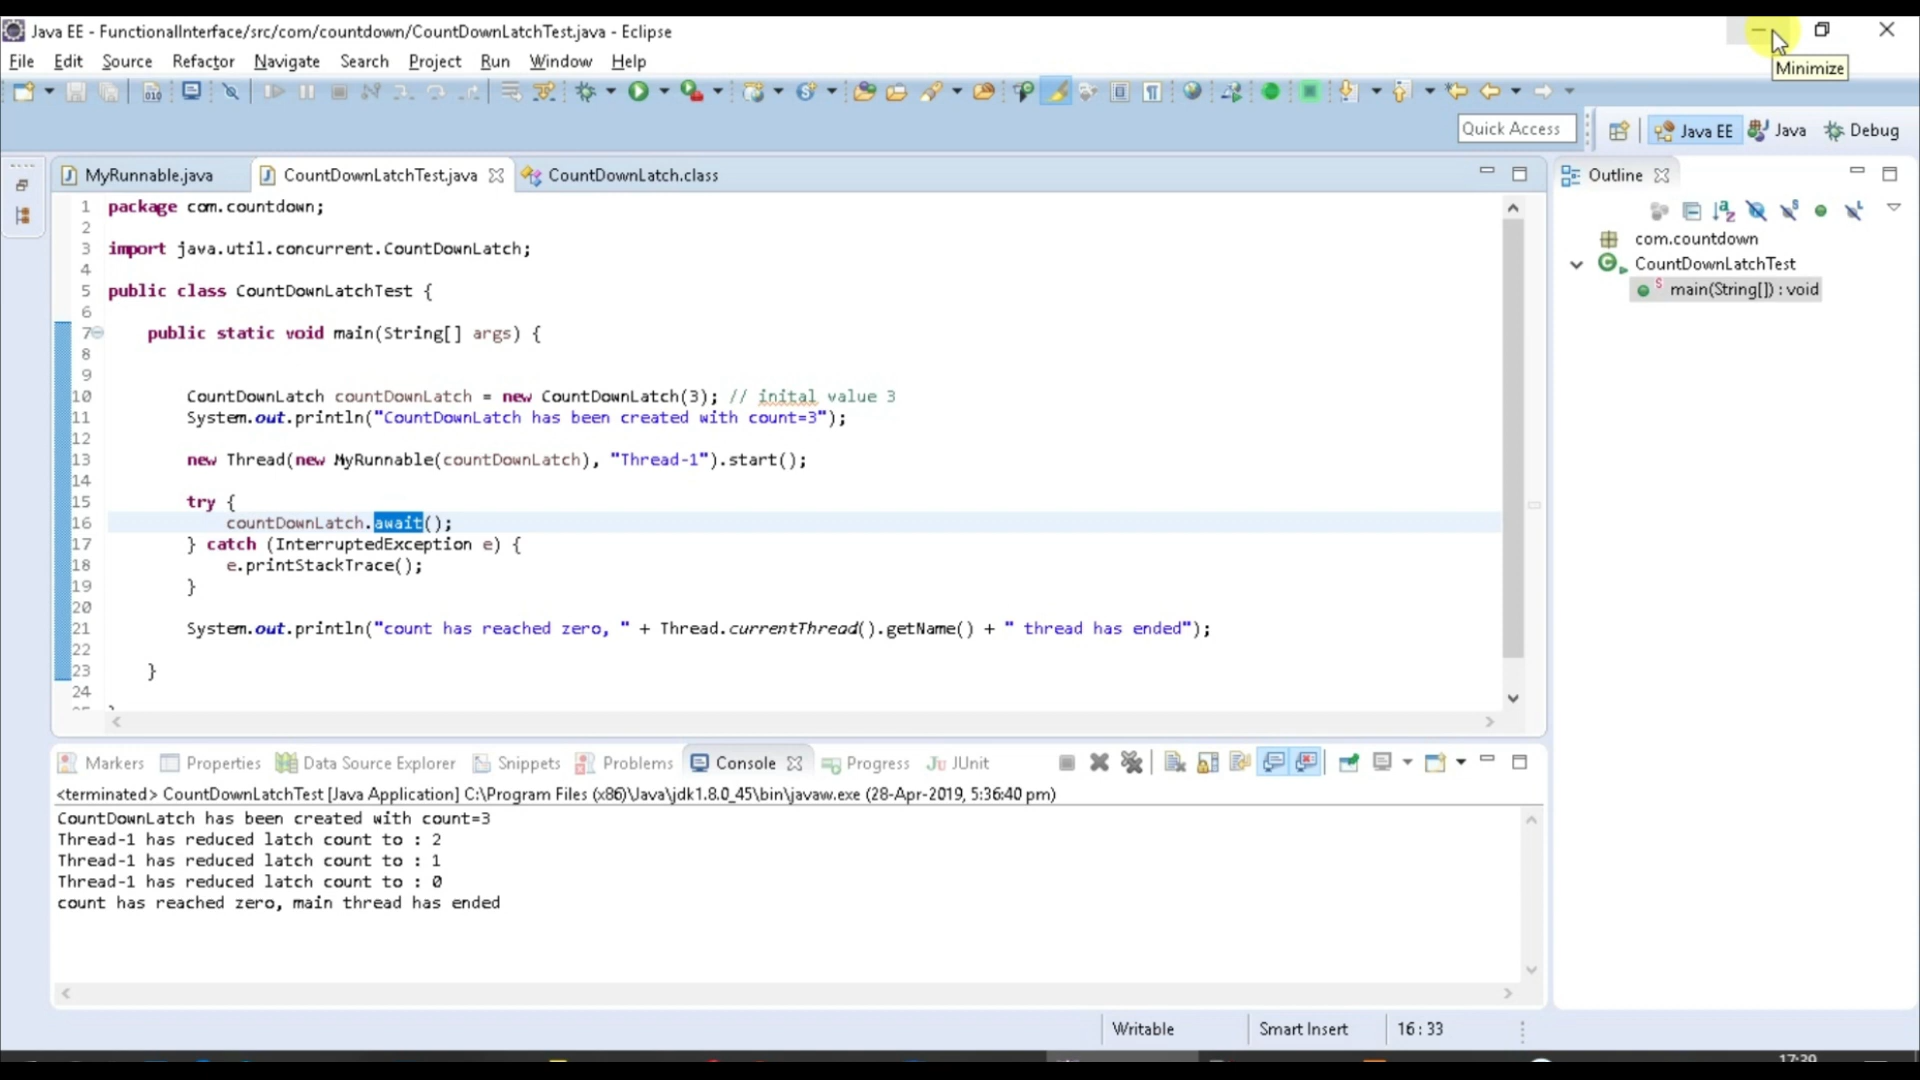 Java EE - FunctionalInterface/src/com/countdown/CountDownLatchTest.java - Eclipse
Minimize
File Edit Source Refactor Navigate Search Project Run Window Help
Quick Access
Java EE Java Debug
MyRunnable.java CountDownLatchTest.java CountDownLatch.class
1 package com.countdown;
2
3 import java.util.concurrent.CountDownLatch;
4
5 public class CountDownLatchTest {
6
7 public static void main(String[] args) {
8
9
10 CountDownLatch countDownLatch = new CountDownLatch(3); // inital value 3
11 System.out.println("CountDownLatch has been created with count=3");
12
13 new Thread(new MyRunnable(countDownLatch), "Thread-1").start();
14
15 try {
16 countDownLatch.await();
17 } catch (InterruptedException e) {
18 e.printStackTrace();
19 }
20
21 System.out.println("count has reached zero, " + Thread.currentThread().getName() + " thread has ended");
22
23 }
24
Outline
com.countdown
CountDownLatchTest
main(String[]) : void
Markers Properties Data Source Explorer Snippets Problems Console Progress JUnit
<terminated> CountDownLatchTest [Java Application] C:\Program Files (x86)\Java\jdk1.8.0_45\bin\javaw.exe (28-Apr-2019, 5:36:40 pm)
CountDownLatch has been created with count=3
Thread-1 has reduced latch count to : 2
Thread-1 has reduced latch count to : 1
Thread-1 has reduced latch count to : 0
count has reached zero, main thread has ended
Writable Smart Insert 16 : 33
17:39